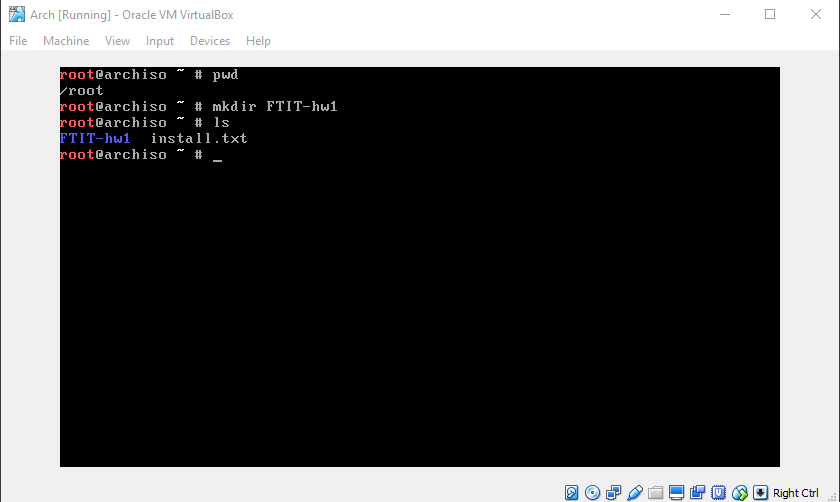 Arch [Running] - Oracle VM VirtualBox
File Machine View Input Devices Help
root@archiso ~ # pwd
/root
root@archiso ~ # mkdir FTIT-hw1
root@archiso ~ # ls
FTIT-hw1  install.txt
root@archiso ~ # _
Right Ctrl